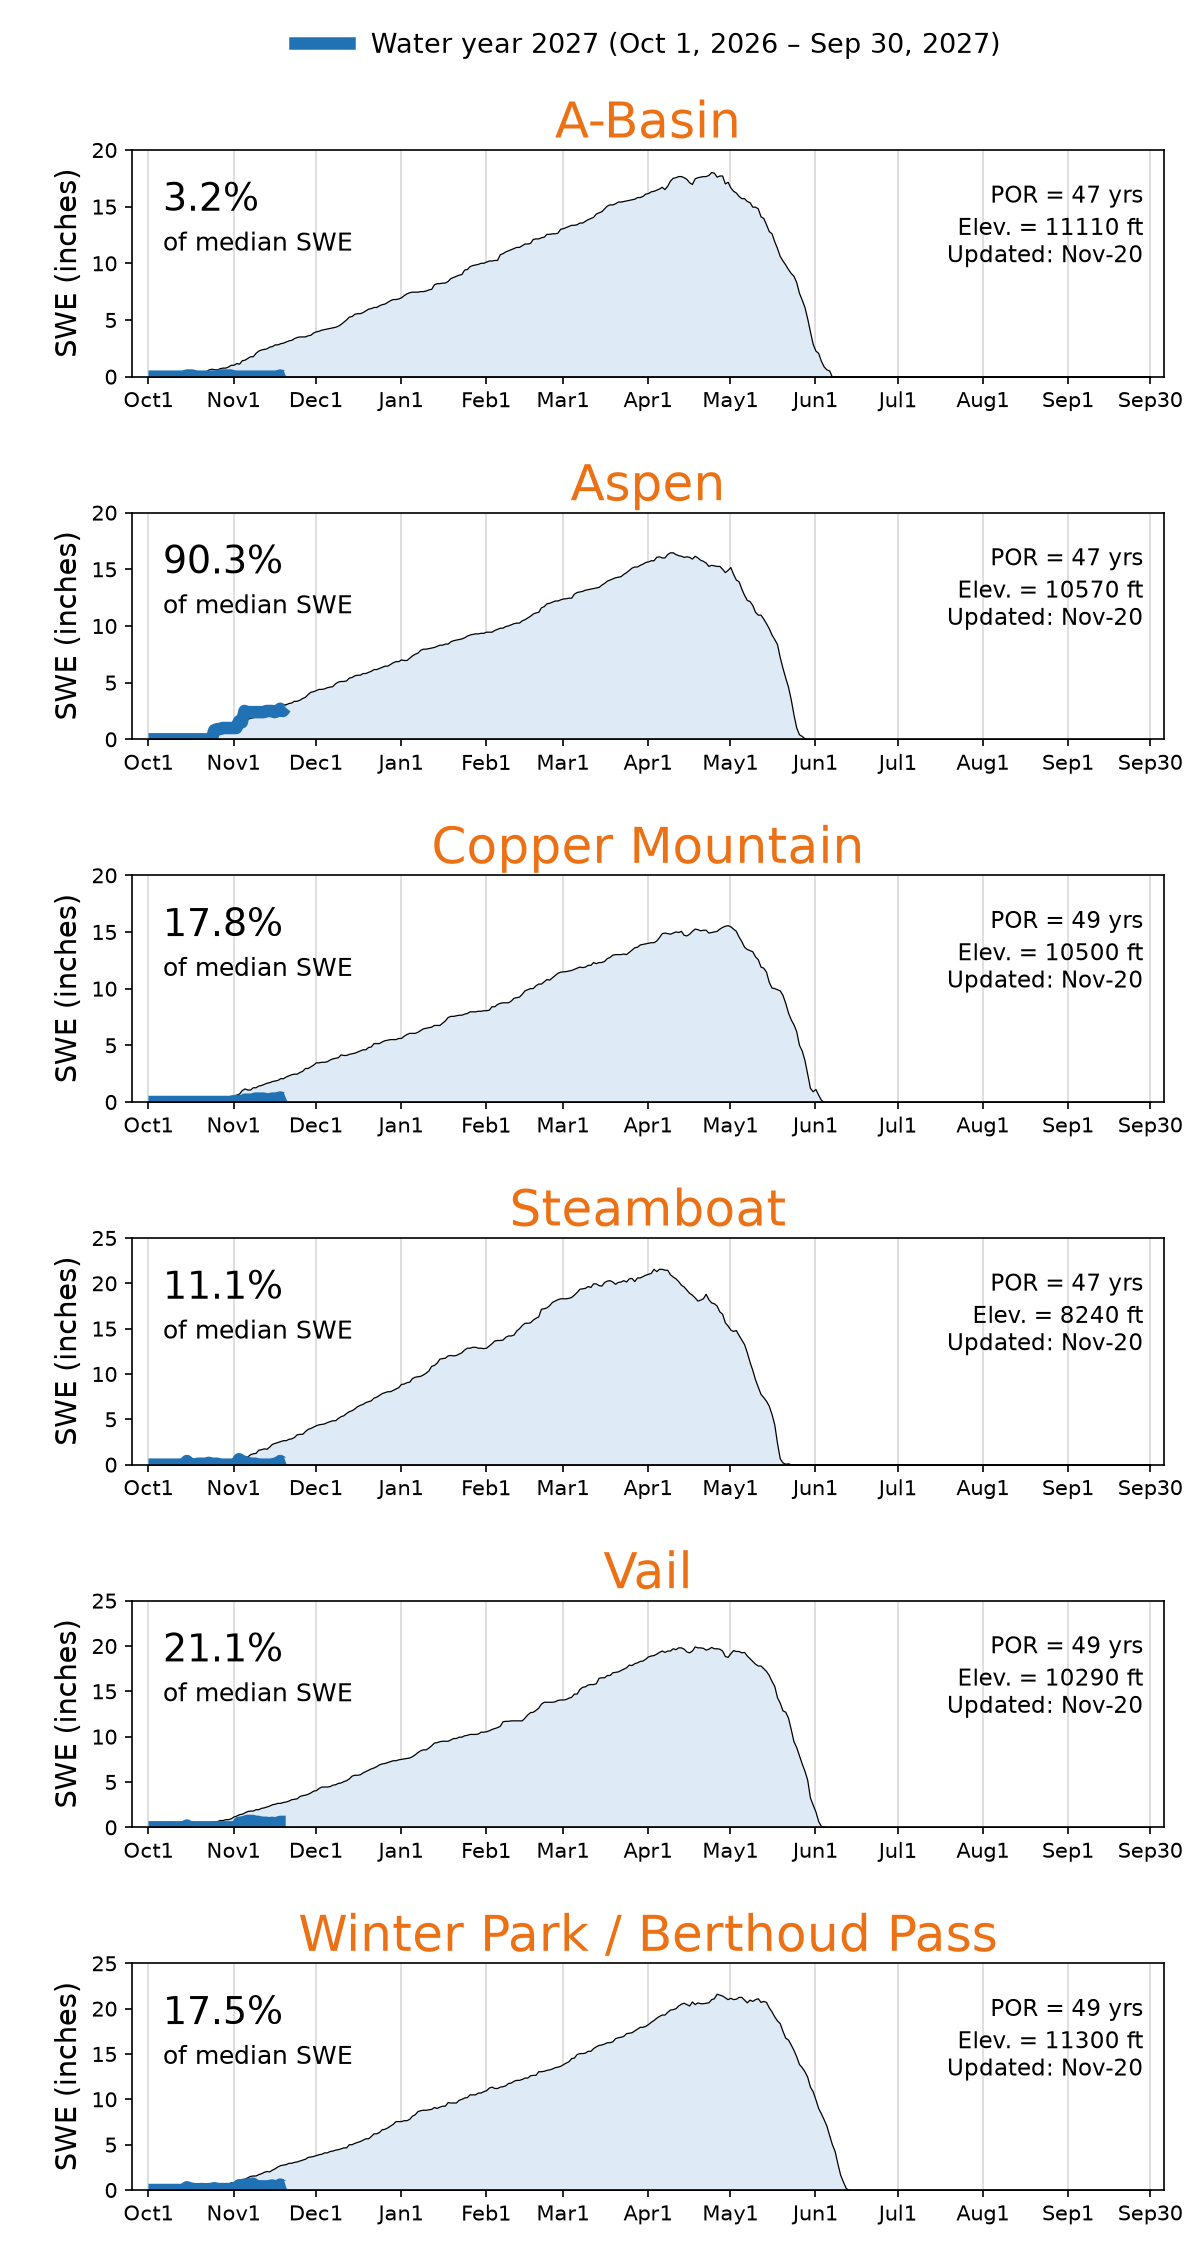 Water year 2027 (Oct 1, 2026 – Sep 30, 2027)
A-Basin
SWE (inches)
20
15
10
5
0
3.2%
of median SWE
POR = 47 yrs
Elev. = 11110 ft
Updated: Nov-20
Oct1 Nov1 Dec1 Jan1 Feb1 Mar1 Apr1 May1 Jun1 Jul1 Aug1 Sep1 Sep30
Aspen
SWE (inches)
20
15
10
5
0
90.3%
of median SWE
POR = 47 yrs
Elev. = 10570 ft
Updated: Nov-20
Oct1 Nov1 Dec1 Jan1 Feb1 Mar1 Apr1 May1 Jun1 Jul1 Aug1 Sep1 Sep30
Copper Mountain
SWE (inches)
20
15
10
5
0
17.8%
of median SWE
POR = 49 yrs
Elev. = 10500 ft
Updated: Nov-20
Oct1 Nov1 Dec1 Jan1 Feb1 Mar1 Apr1 May1 Jun1 Jul1 Aug1 Sep1 Sep30
Steamboat
SWE (inches)
25
20
15
10
5
0
11.1%
of median SWE
POR = 47 yrs
Elev. = 8240 ft
Updated: Nov-20
Oct1 Nov1 Dec1 Jan1 Feb1 Mar1 Apr1 May1 Jun1 Jul1 Aug1 Sep1 Sep30
Vail
SWE (inches)
25
20
15
10
5
0
21.1%
of median SWE
POR = 49 yrs
Elev. = 10290 ft
Updated: Nov-20
Oct1 Nov1 Dec1 Jan1 Feb1 Mar1 Apr1 May1 Jun1 Jul1 Aug1 Sep1 Sep30
Winter Park / Berthoud Pass
SWE (inches)
25
20
15
10
5
0
17.5%
of median SWE
POR = 49 yrs
Elev. = 11300 ft
Updated: Nov-20
Oct1 Nov1 Dec1 Jan1 Feb1 Mar1 Apr1 May1 Jun1 Jul1 Aug1 Sep1 Sep30